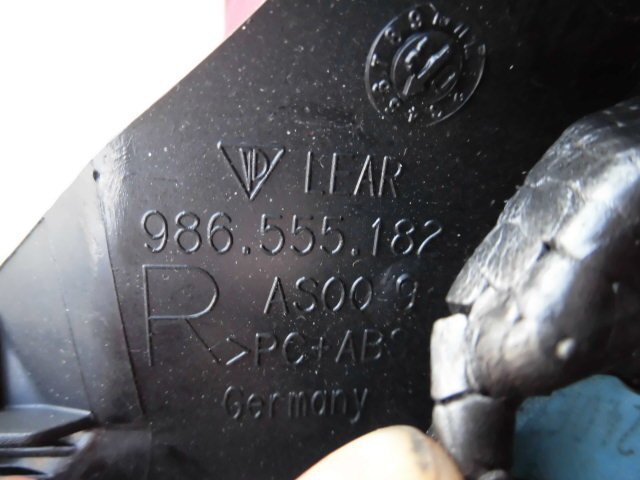 LEAR
986.555.182
R
AS00 9
>PC+ABS
Germany